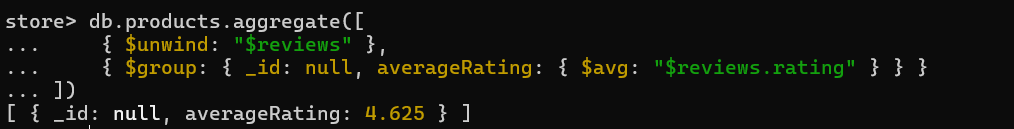 store> db.products.aggregate([
...     { $unwind: "$reviews" },
...     { $group: { _id: null, averageRating: { $avg: "$reviews.rating" } } }
... ])
[ { _id: null, averageRating: 4.625 } ]